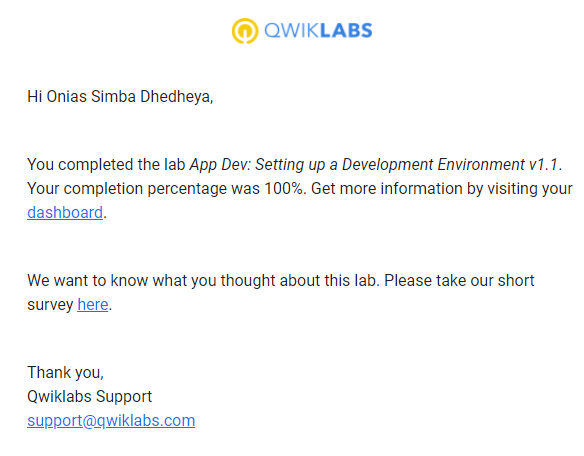 QWIKLABS
Hi Onias Simba Dhedheya,
You completed the lab App Dev: Setting up a Development Environment v1.1.
Your completion percentage was 100%. Get more information by visiting your
dashboard.
We want to know what you thought about this lab. Please take our short
survey here.
Thank you,
Qwiklabs Support
support@qwiklabs.com